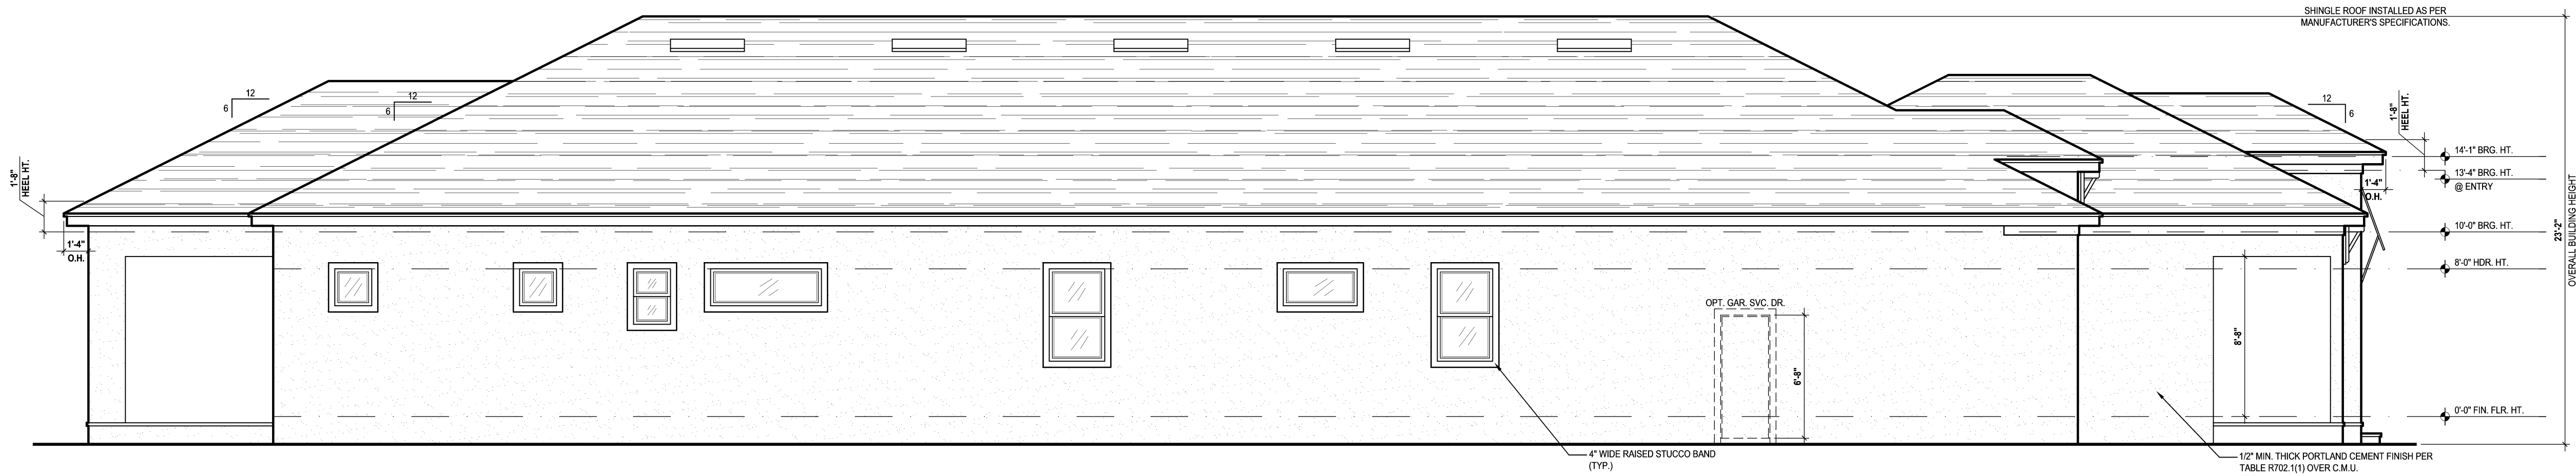 SHINGLE ROOF INSTALLED AS PER
MANUFACTURER'S SPECIFICATIONS.
12
6
12
6
12
6
1'-8"
HEEL HT.
1'-8"
HEEL HT.
14'-1" BRG. HT.
13'-4" BRG. HT.
@ ENTRY
1'-4"
O.H.
10'-0" BRG. HT.
23'-2"
OVERALL BUILDING HEIGHT
1'-4"
O.H.
8'-0" HDR. HT.
OPT. GAR. SVC. DR.
6'-8"
8'-8"
0'-0" FIN. FLR. HT.
4" WIDE RAISED STUCCO BAND
(TYP.)
1/2" MIN. THICK PORTLAND CEMENT FINISH PER
TABLE R702.1(1) OVER C.M.U.